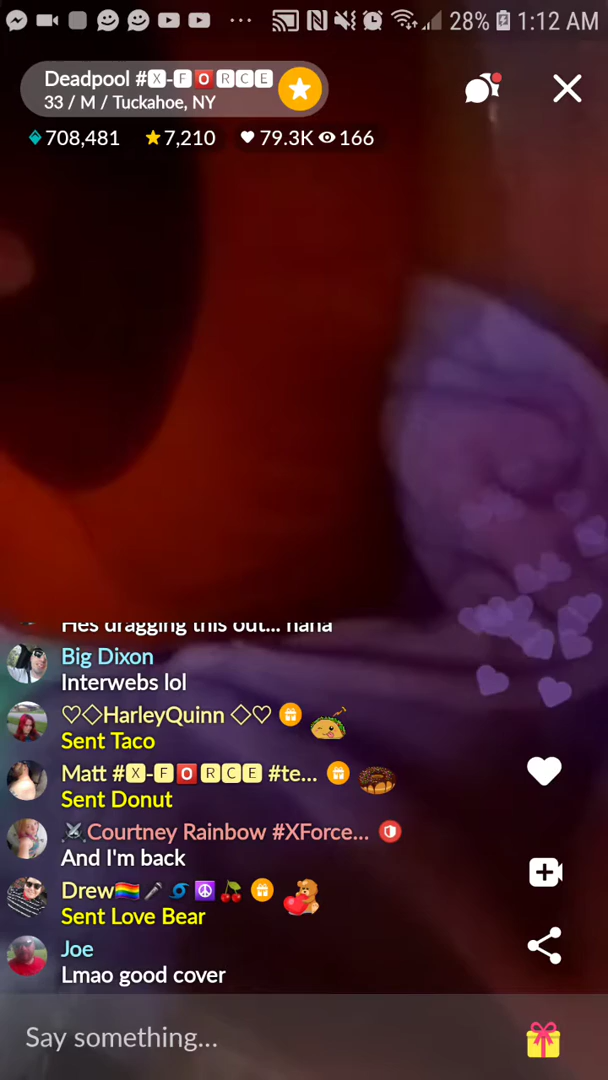 28% 1:12 AM
Deadpool #🆇-🅵🅾🆁🅲🅴
33 / M / Tuckahoe, NY
708,481 7,210 79.3K 166
Hes dragging this out... haha
Big Dixon
Interwebs lol
♡◇HarleyQuinn ◇♡
Sent Taco
Matt #🆇-🅵🅾🆁🅲🅴 #te...
Sent Donut
⚔Courtney Rainbow #XForce...
And I'm back
Drew🏳️‍🌈🎤🌀☮🍒
Sent Love Bear
Joe
Lmao good cover
Say something...